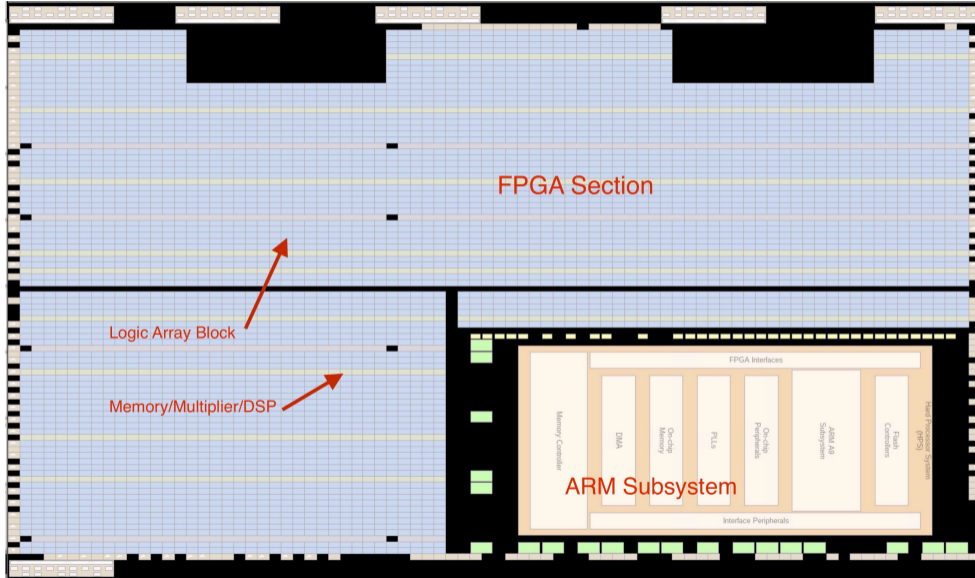 FPGA Section
Logic Array Block
Memory/Multiplier/DSP
FPGA Interfaces
Memory Controller
DMA
On-chip
Memory
PLLs
On-chip
Peripherals
ARM A9
Subsystem
Flash
Controllers
Hard Processor System
(HPS)
ARM Subsystem
Interface Peripherals